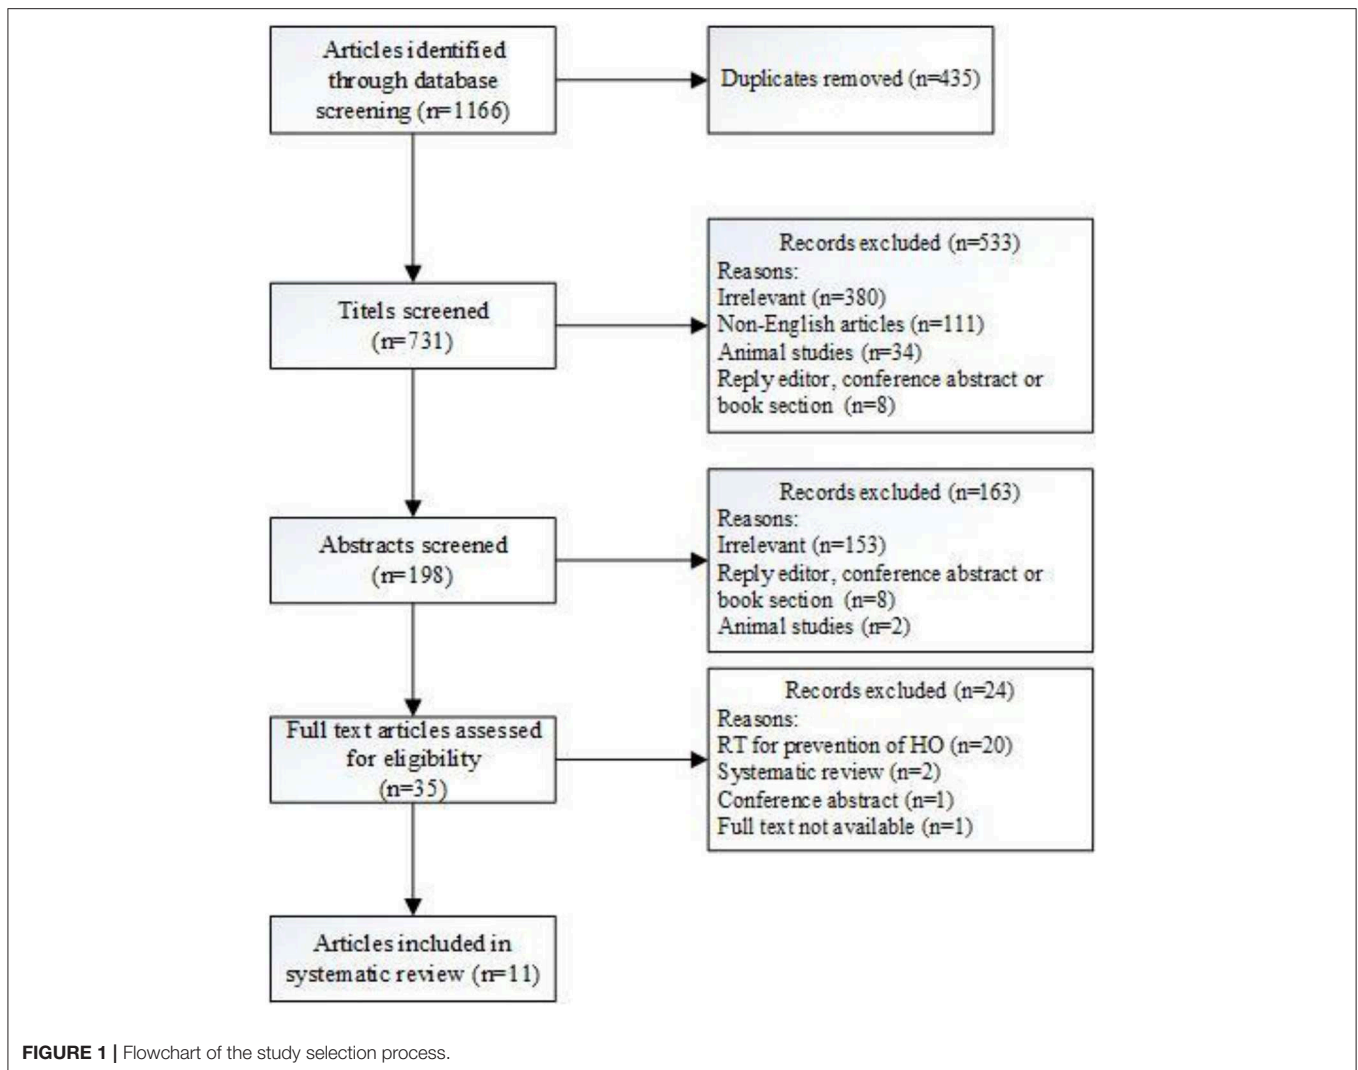 Articles identified
through database
screening (n=1166)
Duplicates removed (n=435)
Titels screened
(n=731)
Records excluded (n=533)
Reasons:
Irrelevant (n=380)
Non-English articles (n=111)
Animal studies (n=34)
Reply editor, conference abstract or
book section (n=8)
Abstracts screened
(n=198)
Records excluded (n=163)
Reasons:
Irrelevant (n=153)
Reply editor, conference abstract or
book section (n=8)
Animal studies (n=2)
Full text articles assessed
for eligibility
(n=35)
Records excluded (n=24)
Reasons:
RT for prevention of HO (n=20)
Systematic review (n=2)
Conference abstract (n=1)
Full text not available (n=1)
Articles included in
systematic review (n=11)
FIGURE 1 | Flowchart of the study selection process.